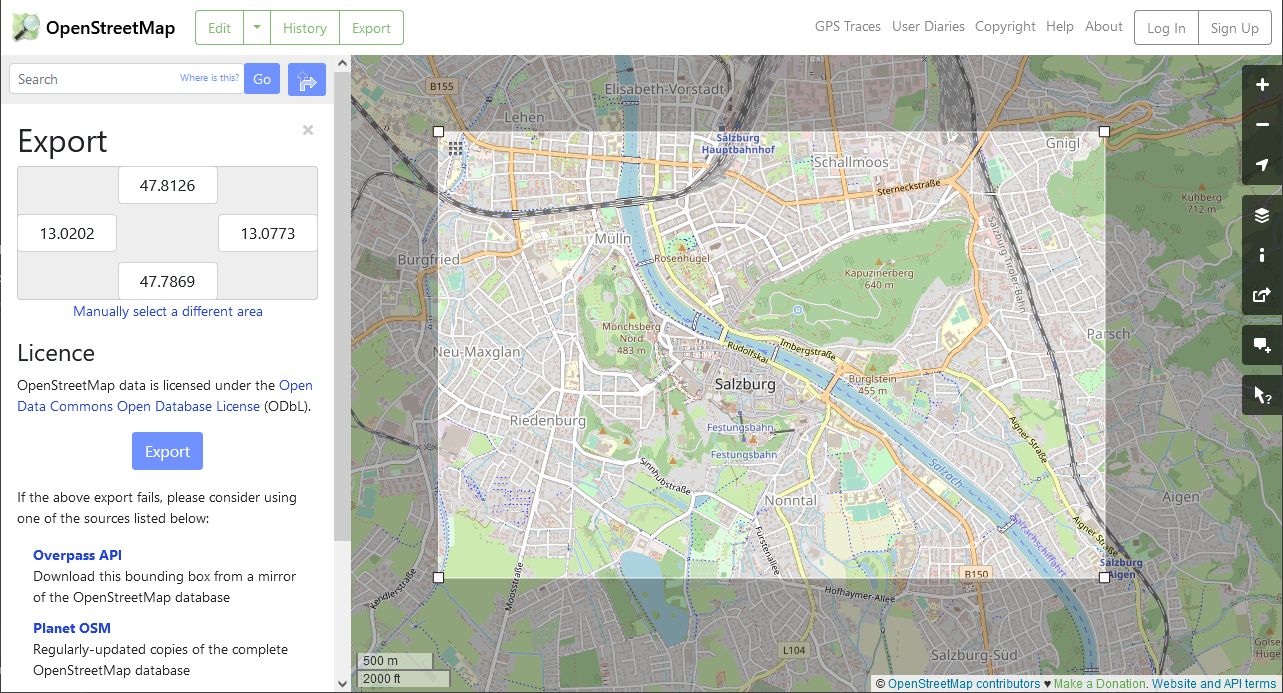 OpenStreetMap
Edit
History
Export
GPS Traces
User Diaries
Copyright
Help
About
Log In
Sign Up
Search
Where is this?
Go
Export
×
47.8126
13.0202
13.0773
47.7869
Manually select a different area
Licence
OpenStreetMap data is licensed under the Open
Data Commons Open Database License (ODbL).
Export
If the above export fails, please consider using
one of the sources listed below:
Overpass API
Download this bounding box from a mirror
of the OpenStreetMap database
Planet OSM
Regularly-updated copies of the complete
OpenStreetMap database
B155
Elisabeth-Vorstadt
Lehen
Salzburg
Hauptbahnhof
Gnigl
Schallmoos
Sterneckstraße
Kühberg
712 m
Salzburg-Tiroler-Bahn
Mülln
Rosenhügel
Burgfried
Kapuzinerberg
640 m
Mönchsberg
Nord
483 m
Parsch
Imbergstraße
Rudolfskai
Neu-Maxglan
Salzburg
Bürglstein
455 m
Riedenburg
Festungsbahn
Festungsbahn
Aigner Straße
Sinnhubstraße
Salzach
Nonntal
Aigen
Salzachschiffahrt
Aigner Straße
Fürstenallee
Salzburg
Aigen
B150
Kendlerstraße
Moosstraße
Hofhaymer-Allee
L104
Salzburg-Süd
500 m
2000 ft
© OpenStreetMap contributors ♥ Make a Donation. Website and API terms